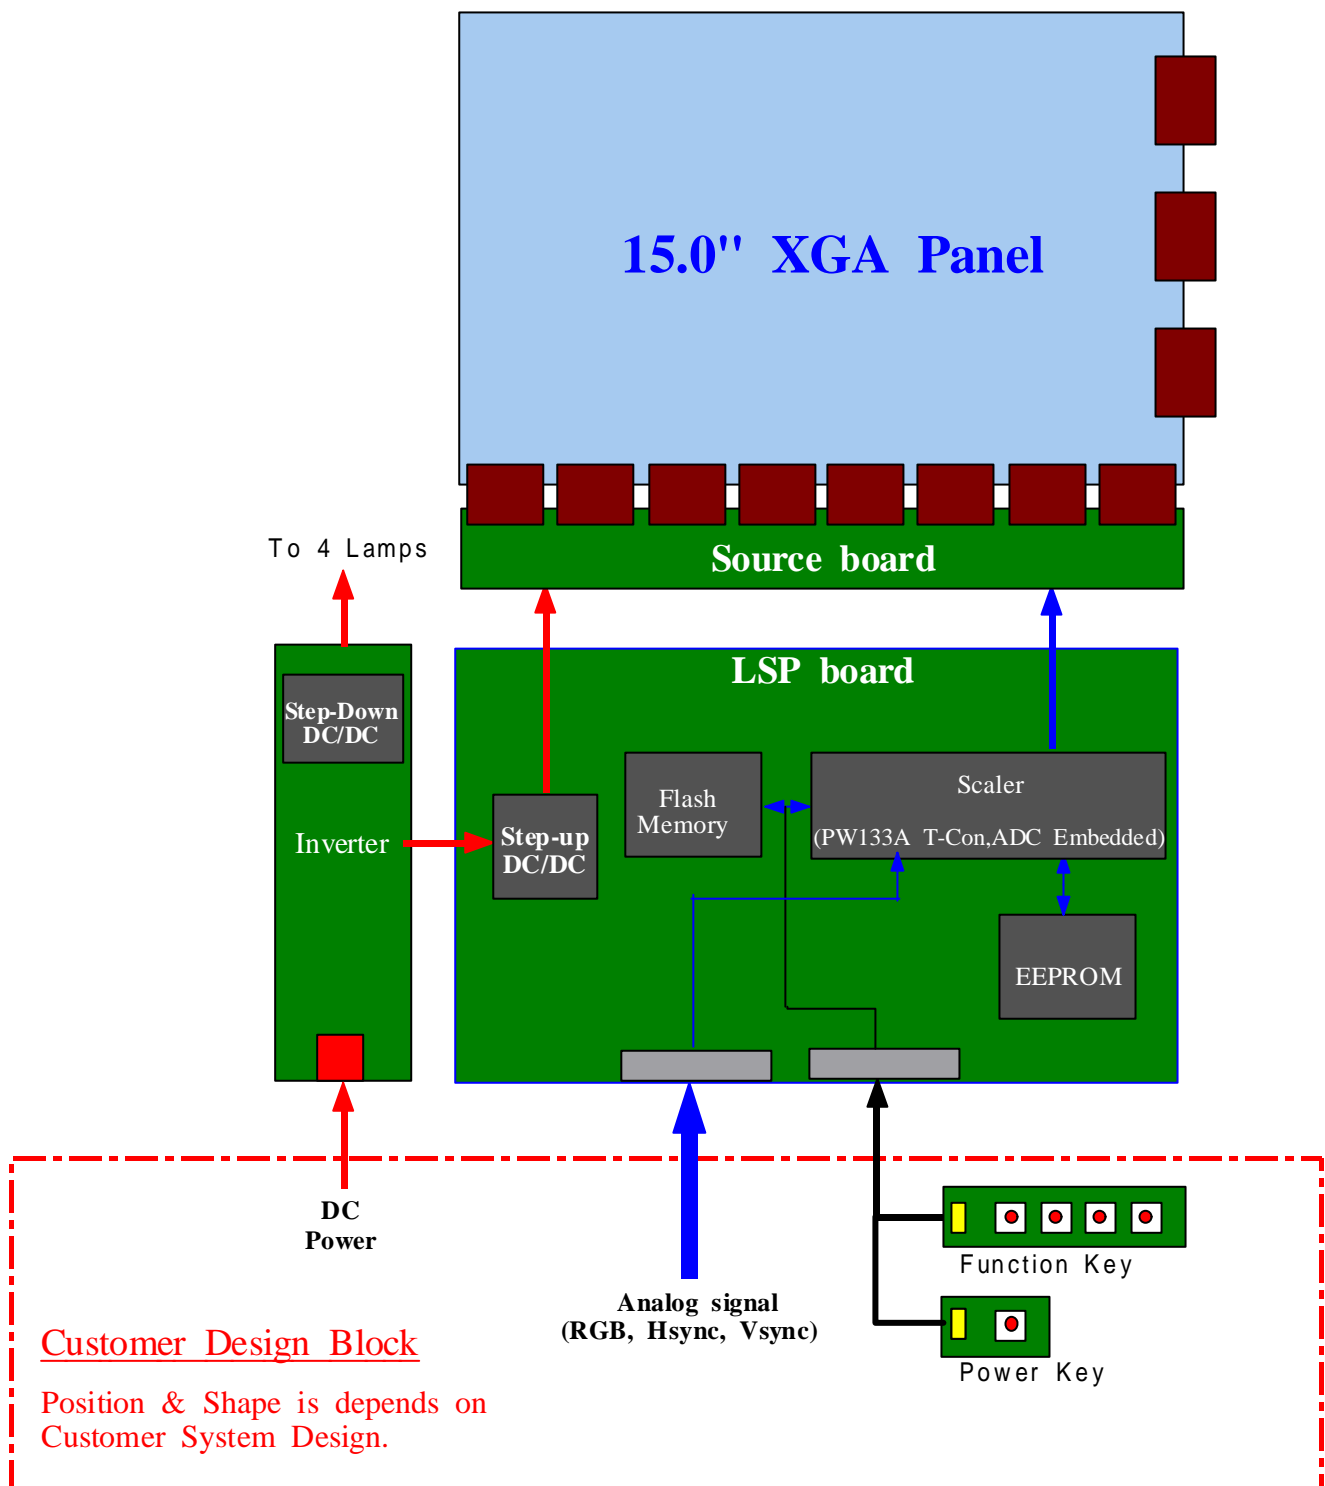 15.0" XGA Panel
Source board
To 4 Lamps
LSP board
Step-Down
DC/DC
Inverter
Step-up
DC/DC
Flash
Memory
Scaler
(PW133A T-Con,ADC Embedded)
EEPROM
DC
Power
Analog signal
(RGB, Hsync, Vsync)
Function Key
Power Key
Customer Design Block
Position & Shape is depends on
Customer System Design.